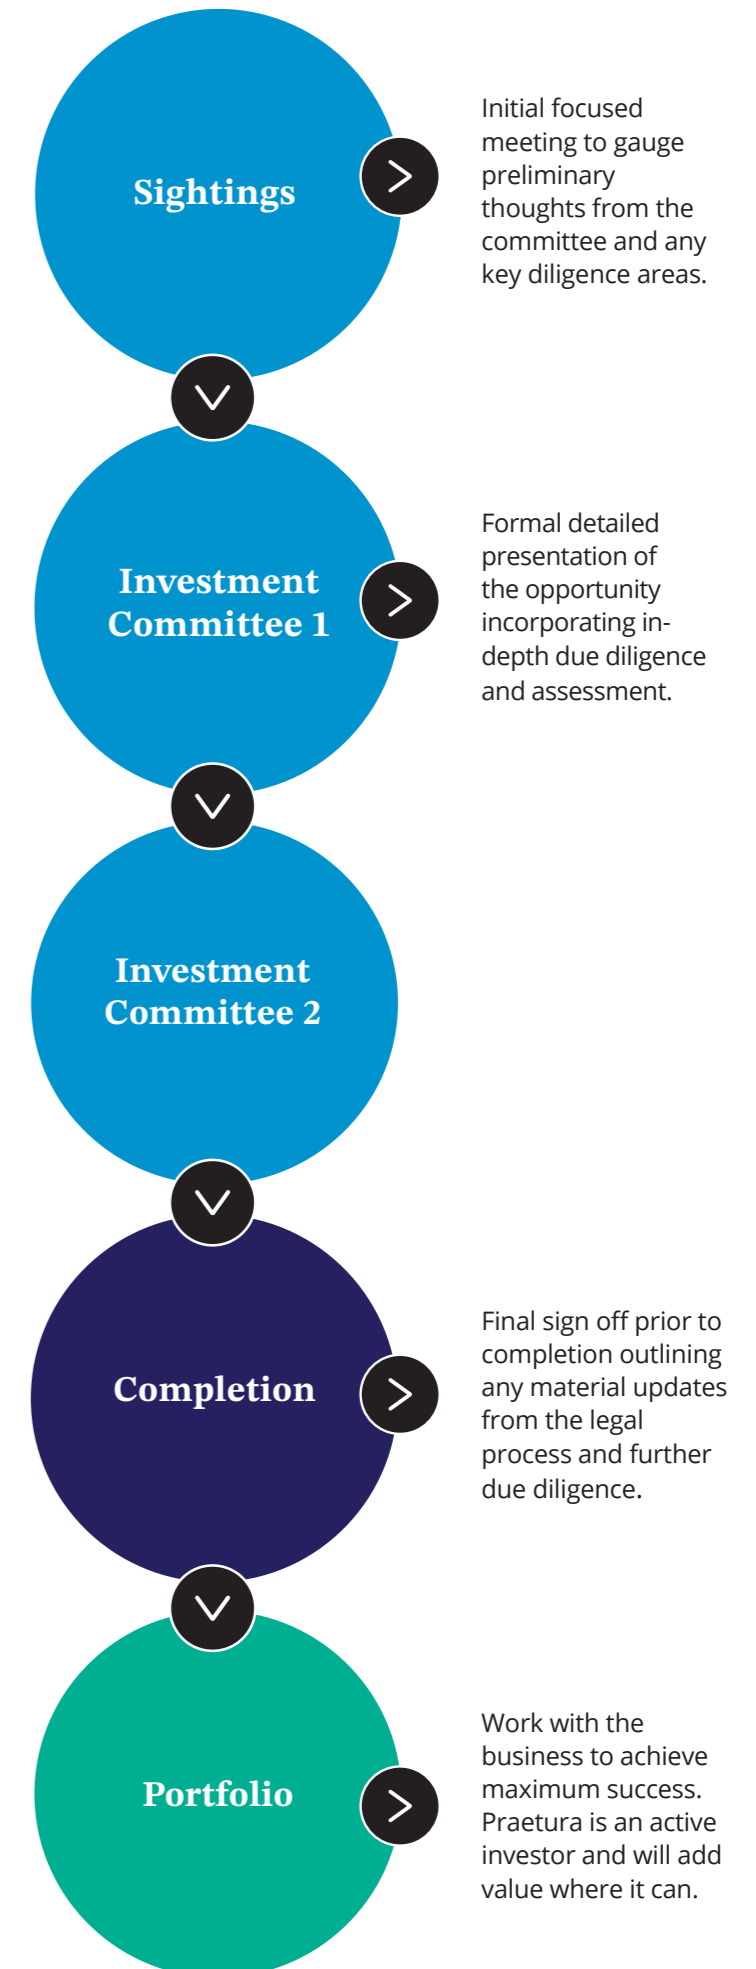 Sightings
Initial focused
meeting to gauge
preliminary
thoughts from the
committee and any
key diligence areas.
Investment
Committee 1
Formal detailed
presentation of
the opportunity
incorporating in-
depth due diligence
and assessment.
Investment
Committee 2
Completion
Final sign off prior to
completion outlining
any material updates
from the legal
process and further
due diligence.
Portfolio
Work with the
business to achieve
maximum success.
Praetura is an active
investor and will add
value where it can.